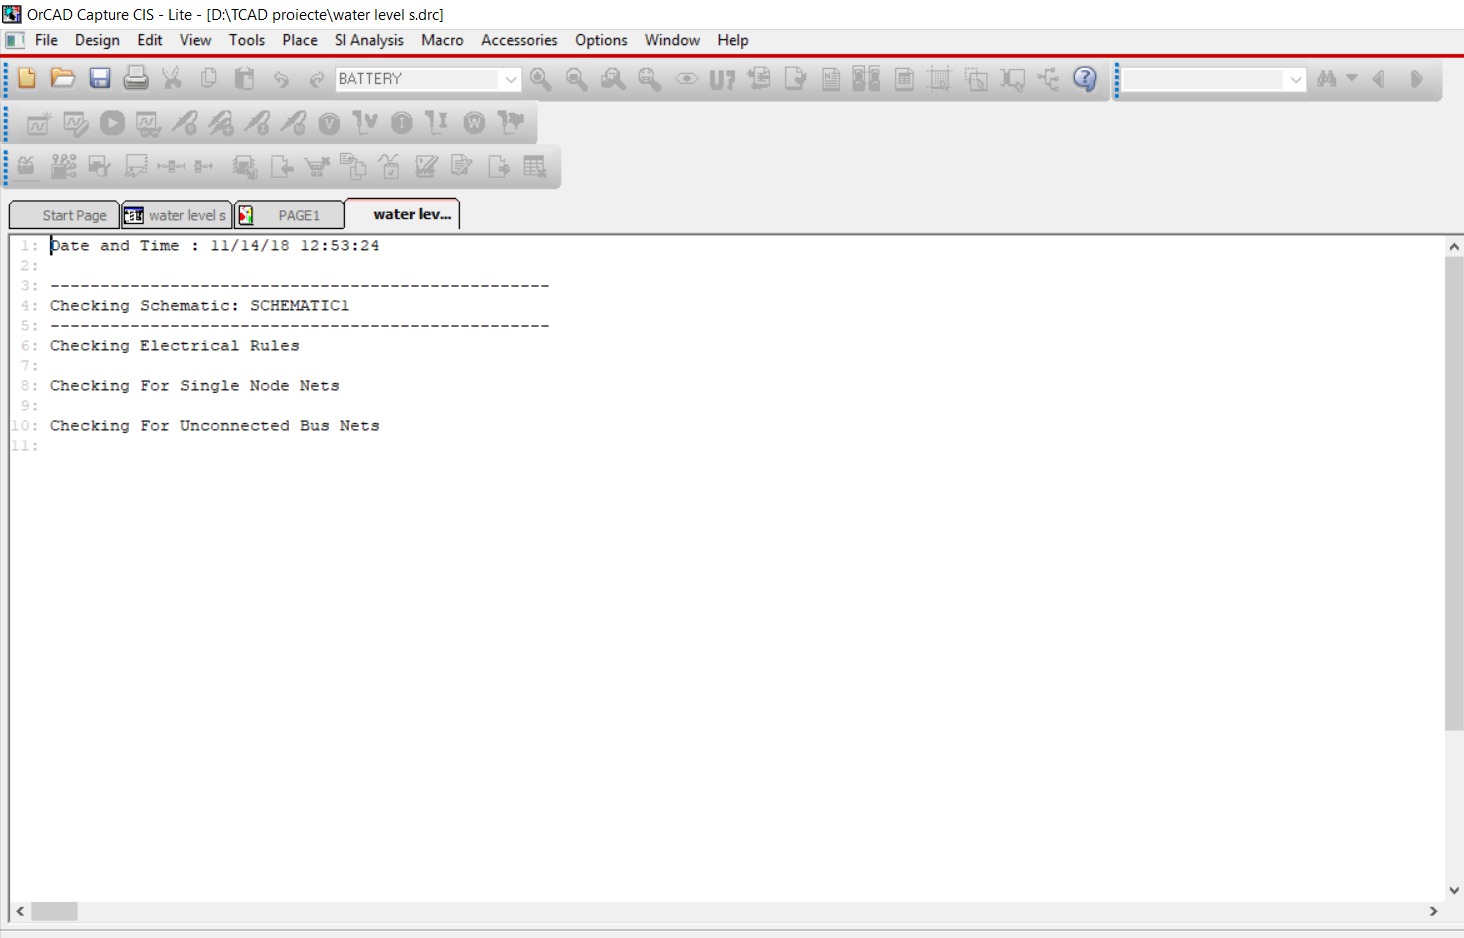 OrCAD Capture CIS - Lite - [D:\TCAD proiecte\water level s.drc]
File Design Edit View Tools Place SI Analysis Macro Accessories Options Window Help
BATTERY
U?
V V I I W
Start Page water level s PAGE1 water lev...
1: Date and Time : 11/14/18 12:53:24
2:
3: --------------------------------------------------
4: Checking Schematic: SCHEMATIC1
5: --------------------------------------------------
6: Checking Electrical Rules
7:
8: Checking For Single Node Nets
9:
10: Checking For Unconnected Bus Nets
11: